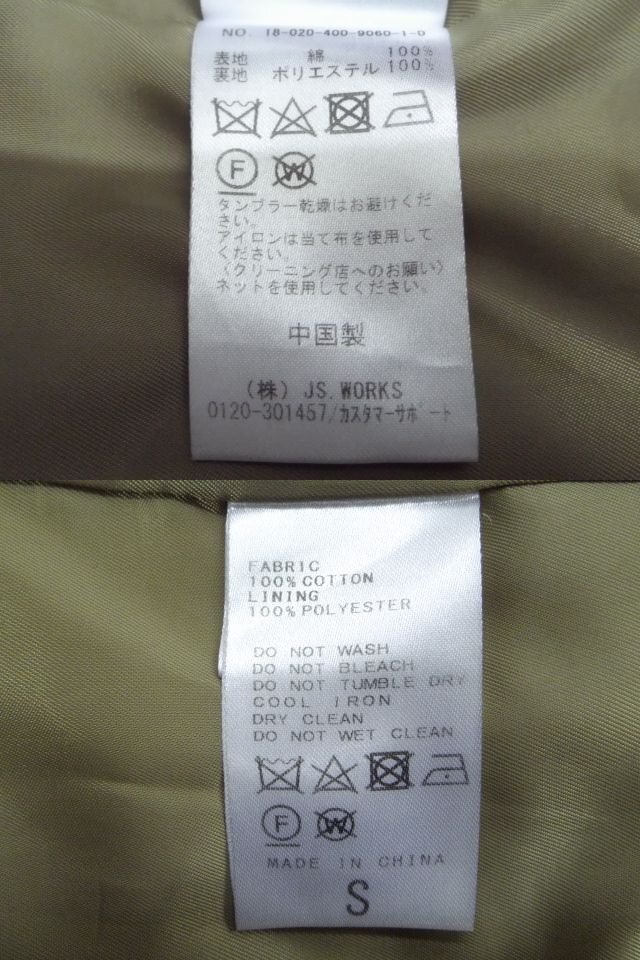 NO. 18-020-400-9060-1-0
表地 綿 100%
裏地 ポリエステル 100%
F W
タンブラー乾燥はお避けくだ
さい。
アイロンは当て布を使用して
ください。
〈クリーニング店へのお願い〉
ネットを使用してください。
中国製
(株) JS.WORKS
0120-301457/カスタマーサポート
FABRIC
100% COTTON
LINING
100% POLYESTER
DO NOT WASH
DO NOT BLEACH
DO NOT TUMBLE DRY
COOL IRON
DRY CLEAN
DO NOT WET CLEAN
F W
MADE IN CHINA
S